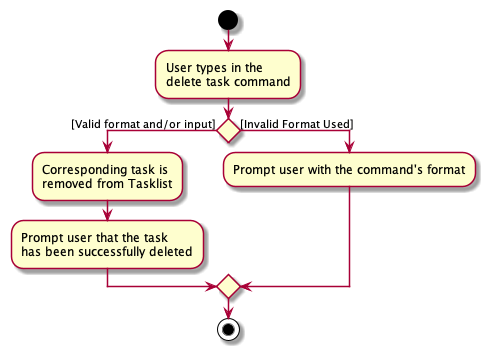 User types in the
delete task command
[Valid format and/or input]
[Invalid Format Used]
Corresponding task is
removed from Tasklist
Prompt user with the command's format
Prompt user that the task
has been successfully deleted